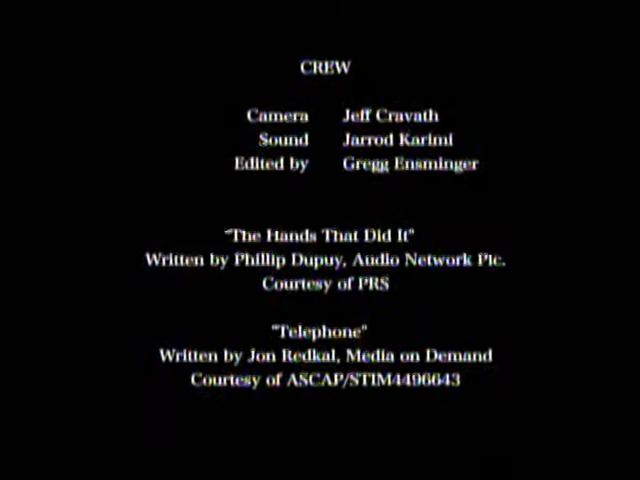 CREW
Camera Jeff Cravath
Sound Jarrod Karimi
Edited by Gregg Ensminger
"The Hands That Did It"
Written by Phillip Dupuy, Audio Network Plc.
Courtesy of PRS
"Telephone"
Written by Jon Redkal, Media on Demand
Courtesy of ASCAP/STIM4496643